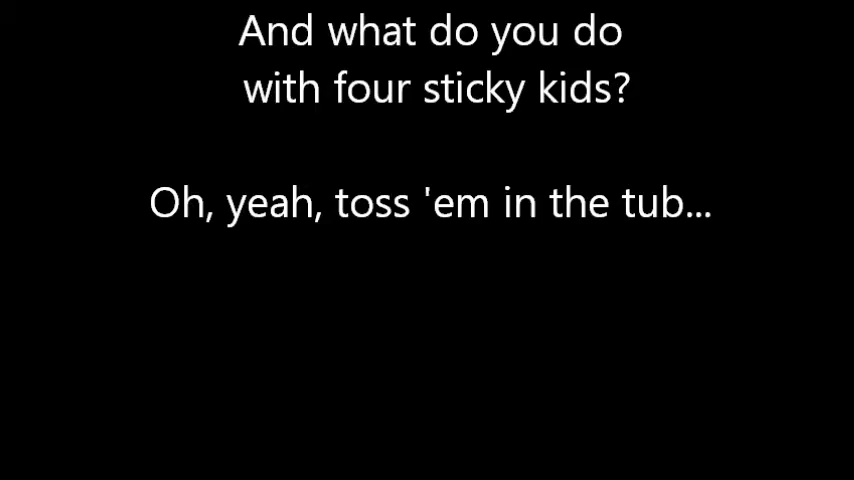 And what do you do
with four sticky kids?
Oh, yeah, toss 'em in the tub...